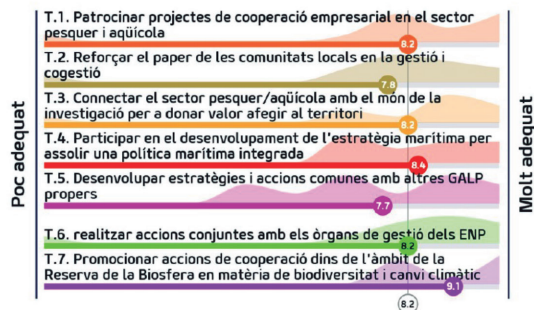 T.1. Patrocinar projectes de cooperació empresarial en el sector
pesquer i aqüícola
8.2
T.2. Reforçar el paper de les comunitats locals en la gestió i
cogestió
7.8
T.3. Connectar el sector pesquer/aqüícola amb el món de la
investigació per a donar valor afegir al territori
8.2
T.4. Participar en el desenvolupament de l'estratègia marítima per
assolir una política marítima integrada
8.4
T.5. Desenvolupar estratègies i accions comunes amb altres GALP
propers
7.7
T.6. realitzar accions conjuntes amb els òrgans de gestió dels ENP
8.2
T.7. Promocionar accions de cooperació dins de l'àmbit de la
Reserva de la Biosfera en matèria de biodiversitat i canvi climàtic
9.1
8.2
Poc adequat
Molt adequat